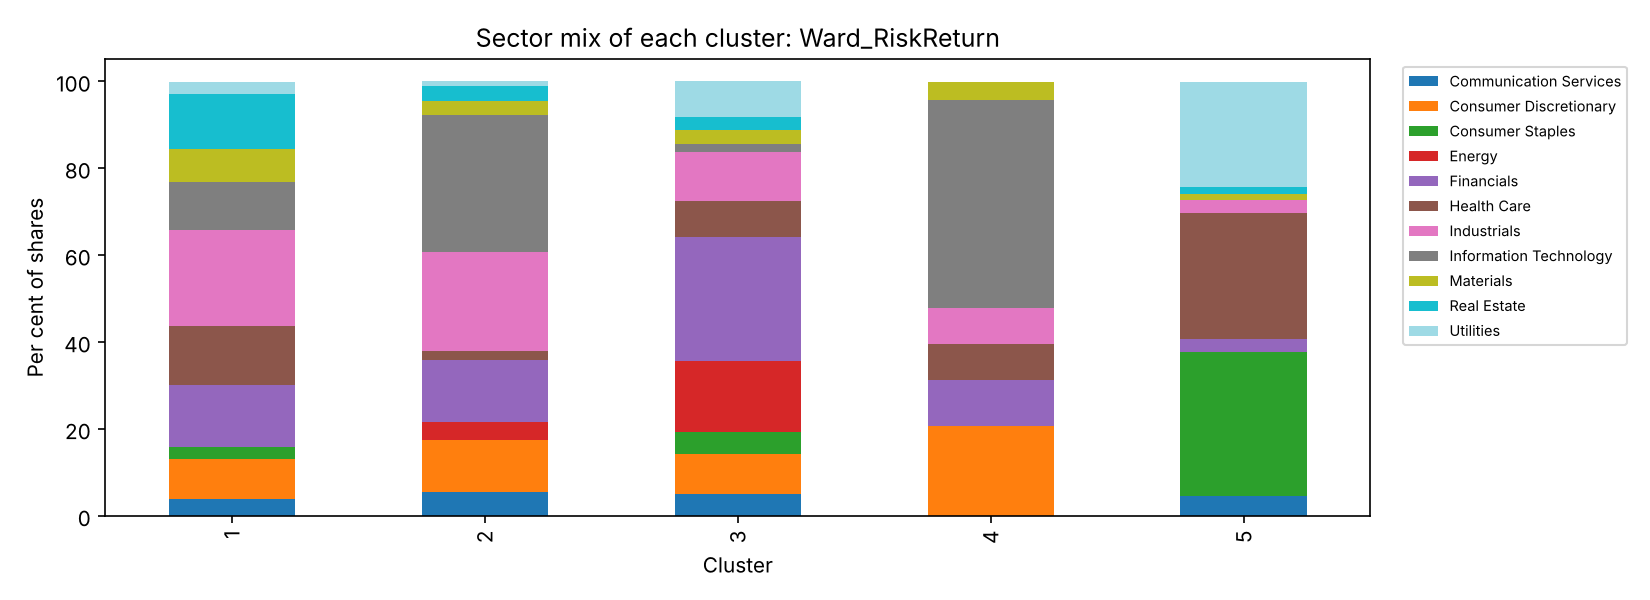 Sector mix of each cluster: Ward_RiskReturn
Per cent of shares
100
80
60
40
20
0
1
2
3
4
5
Cluster
Communication Services
Consumer Discretionary
Consumer Staples
Energy
Financials
Health Care
Industrials
Information Technology
Materials
Real Estate
Utilities